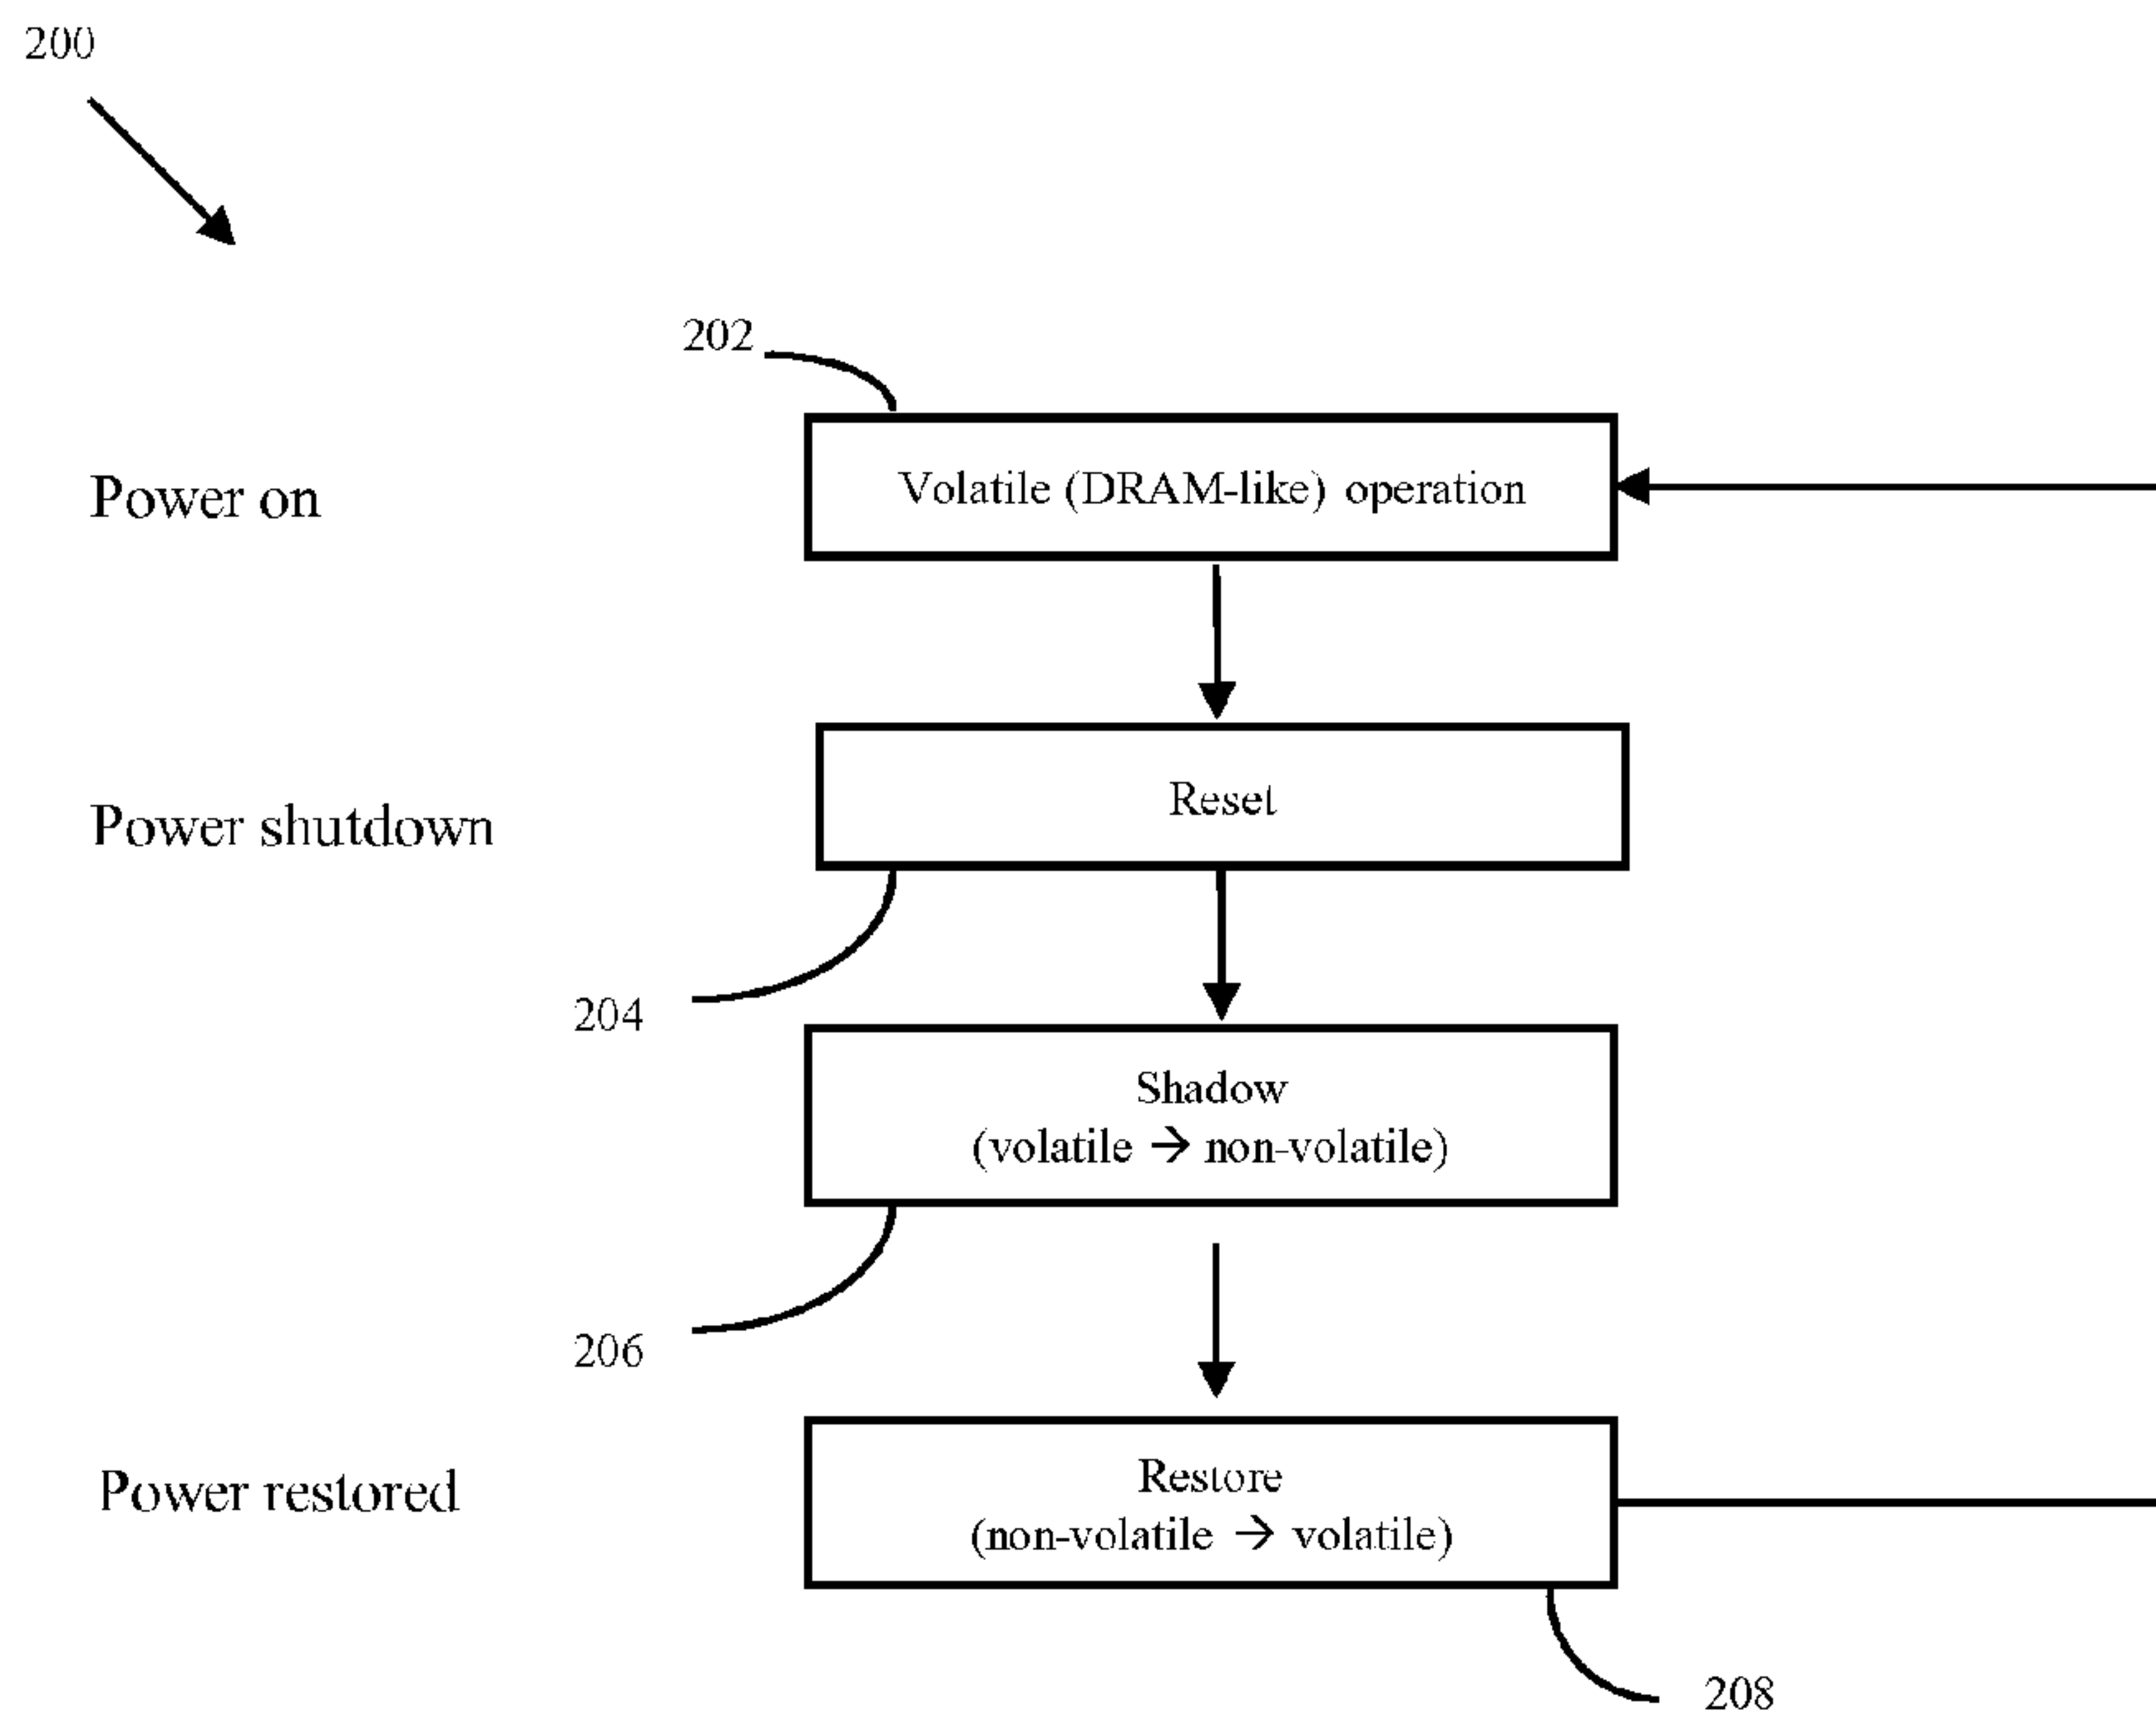 200
202
Power on
Volatile (DRAM-like) operation
Power shutdown
Reset
204
Shadow
(volatile → non-volatile)
206
Power restored
Restore
(non-volatile → volatile)
208